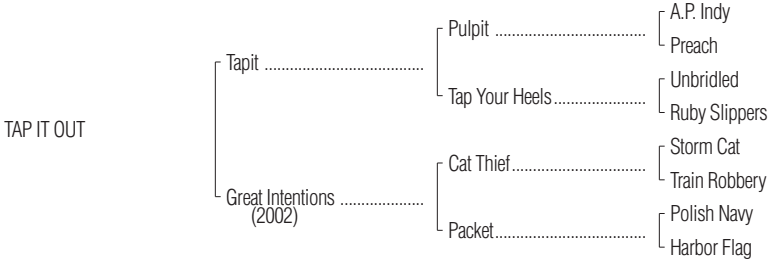 A.P. Indy
Pulpit ......................................
Preach
Tapit .....................................
Unbridled
Tap Your Heels.......................
Ruby Slippers
TAP IT OUT
Storm Cat
Cat Thief..................................
Train Robbery
Great Intentions .....................
(2002)
Polish Navy
Packet......................................
Harbor Flag